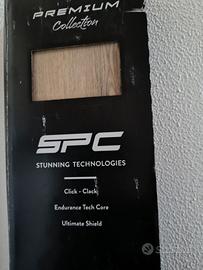 PREMIUM
Collection
SPC
STUNNING TECHNOLOGIES
Click - Clack
Endurance Tech Core
Ultimate Shield